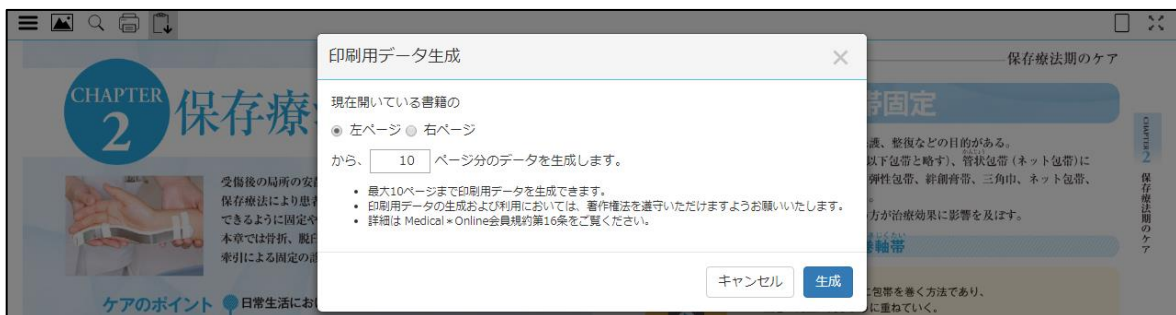 印刷用データ生成
×
現在開いている書籍の
左ページ 右ページ
から、 10 ページ分のデータを生成します。
• 最大10ページまで印刷用データを生成できます。
• 印刷用データの生成および利用においては、著作権法を遵守いただけますようお願いいたします。
• 詳細は Medical*Online会員規約第16条をご覧ください。
キャンセル 生成
CHAPTER
2
保存療
受傷後の局所の安
保存療法により患
できるように固定や
本章では骨折、脱臼
牽引による固定の
ケアのポイント
日常生活にお
保存療法期のケア
帯固定
護、整復などの目的がある。
以下包帯と略す)、管状包帯(ネット包帯)に
弾性包帯、絆創膏帯、三角巾、ネット包帯、
方が治療効果に影響を及ぼす。
軸帯
に包帯を巻く方法であり、
に重ねていく。
CHAPTER 2
保存療法期のケア